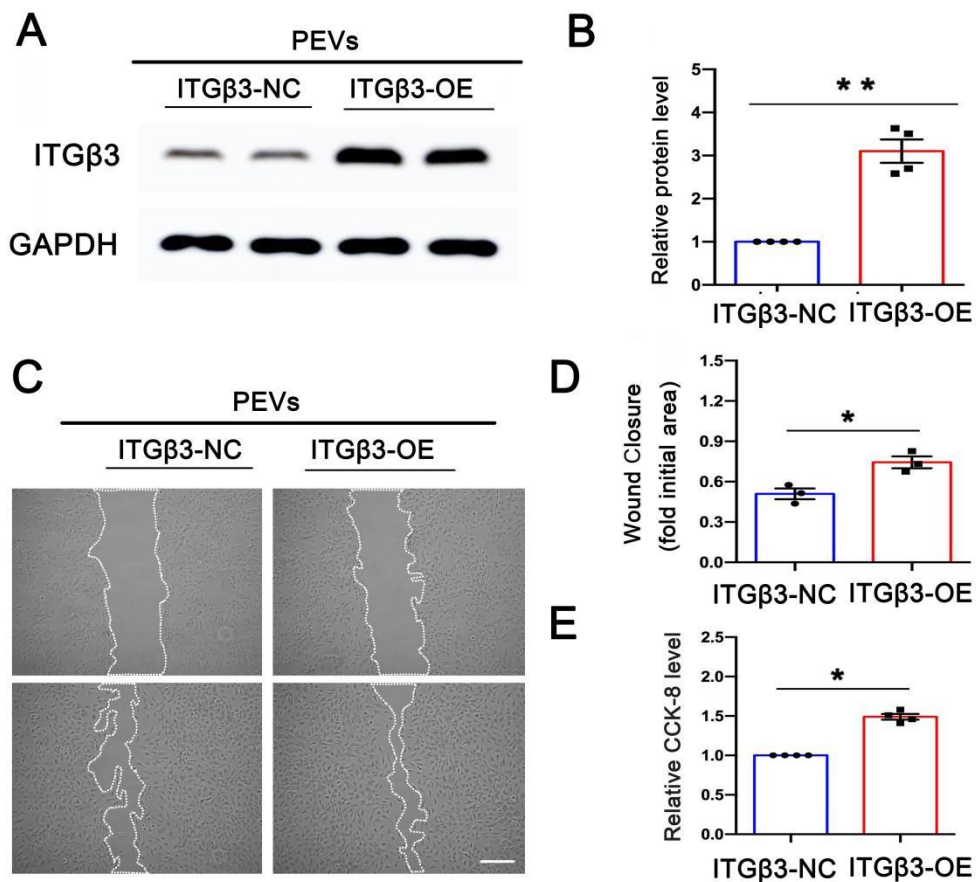 A
PEVs
ITGβ3-NC ITGβ3-OE
ITGβ3
GAPDH
B
Relative protein level
5
4
3
2
1
0
**
ITGβ3-NC ITGβ3-OE
C
PEVs
ITGβ3-NC ITGβ3-OE
D
Wound Closure
(fold initial area)
1.5
1.2
0.9
0.6
0.3
0.0
*
ITGβ3-NC ITGβ3-OE
E
Relative CCK-8 level
2.5
2.0
1.5
1.0
0.5
0.0
*
ITGβ3-NC ITGβ3-OE